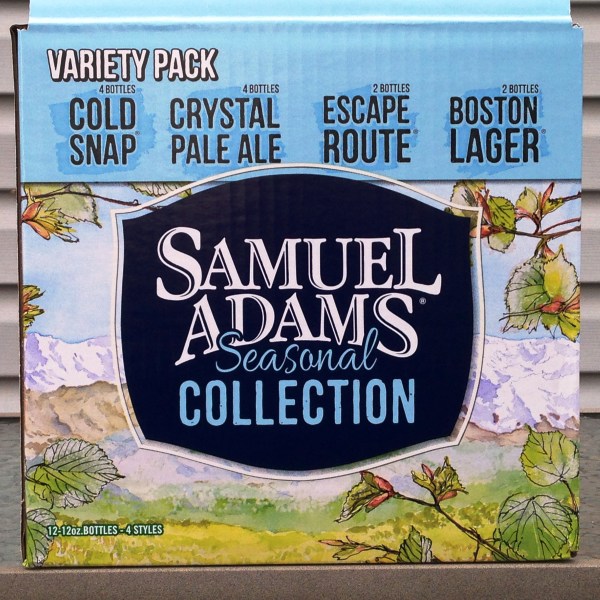 VARIETY PACK
4 BOTTLES
COLD
SNAP®
4 BOTTLES
CRYSTAL
PALE ALE
2 BOTTLES
ESCAPE
ROUTE®
2 BOTTLES
BOSTON
LAGER®
SAMUEL
ADAMS®
Seasonal
COLLECTION
12-12oz.BOTTLES - 4 STYLES